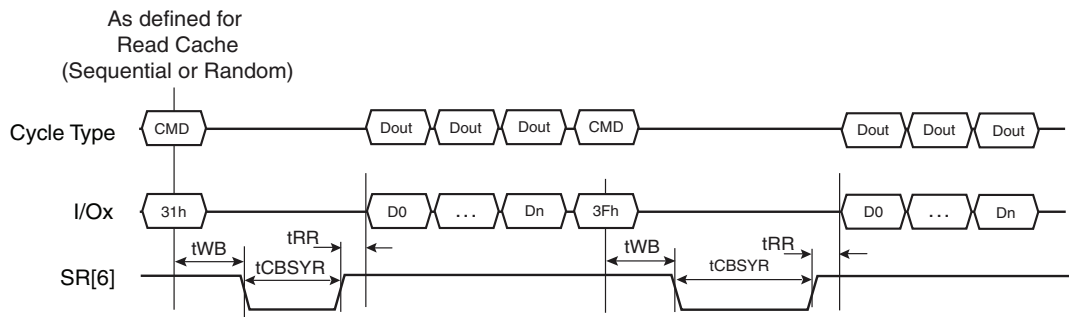 As defined for
Read Cache
(Sequential or Random)
Cycle Type CMD Dout Dout Dout CMD Dout Dout Dout
I/Ox 31h D0 ... Dn 3Fh D0 ... Dn
tWB tRR tWB tRR
tCBSYR tCBSYR
SR[6]